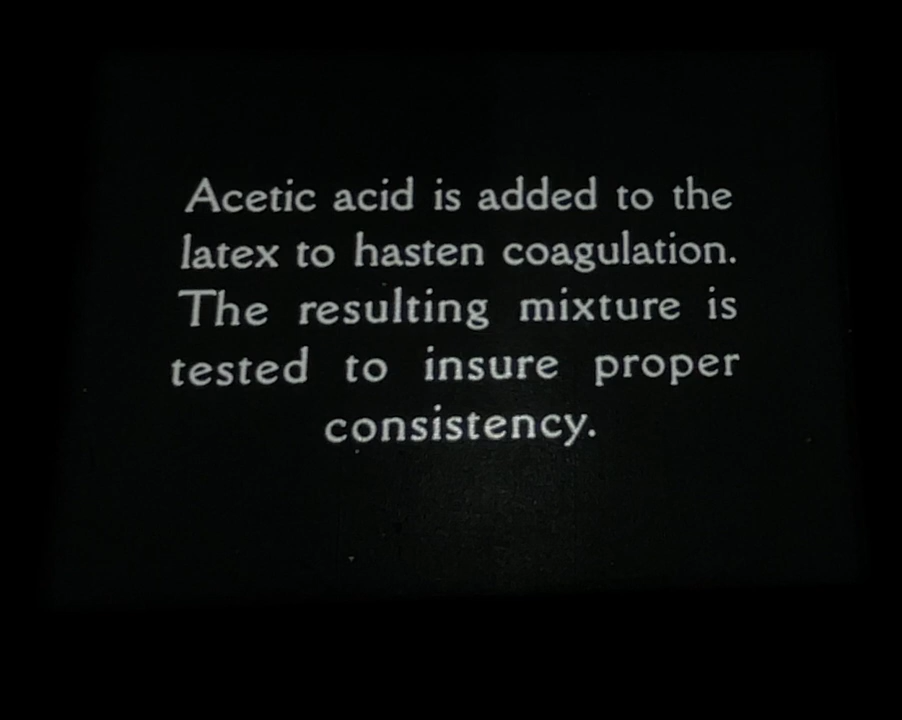 Acetic acid is added to the
latex to hasten coagulation.
The resulting mixture is
tested to insure proper
consistency.